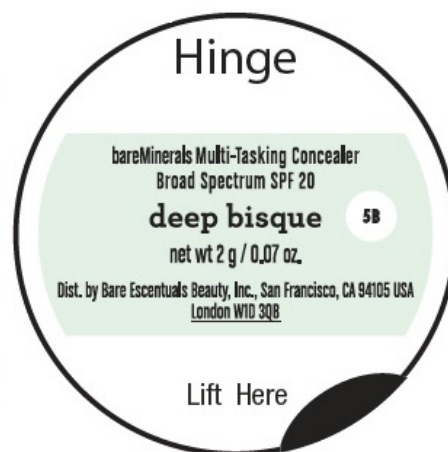 Hinge
bareMinerals Multi-Tasking Concealer
Broad Spectrum SPF 20
deep bisque 5B
net wt 2 g / 0.07 oz.
Dist. by Bare Escentuals Beauty, Inc., San Francisco, CA 94105 USA
London W1D 3QB
Lift Here